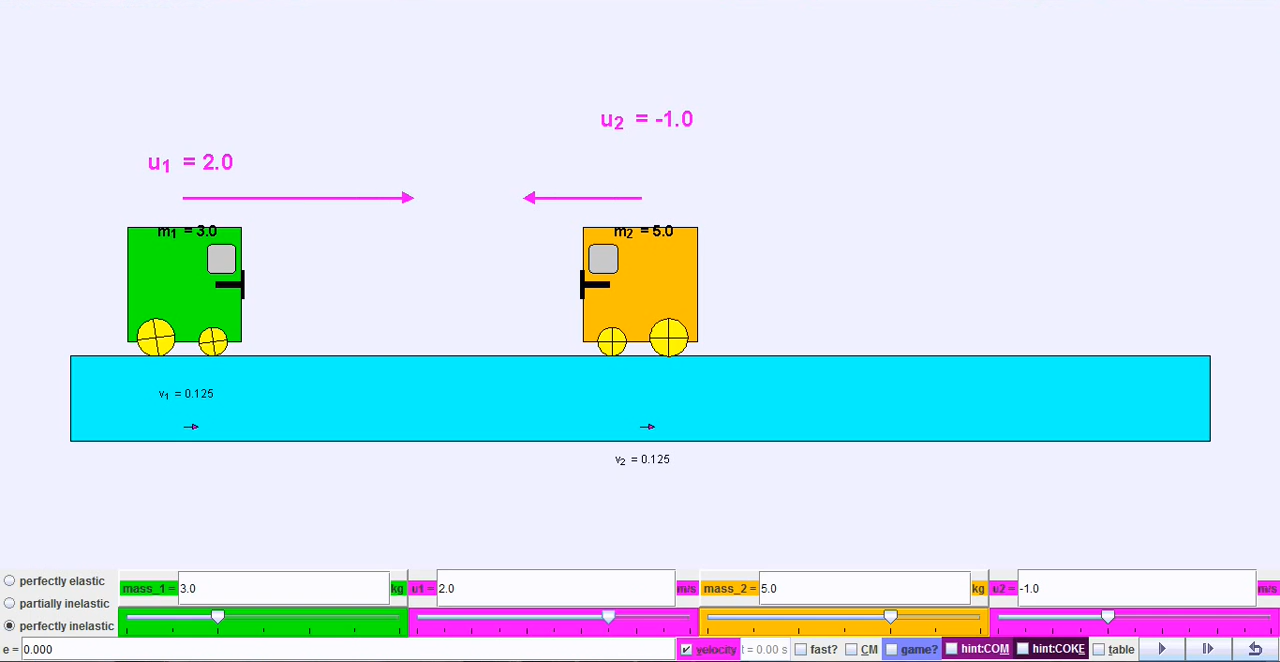 u2 = -1.0
u1 = 2.0
m1 = 3.0
m2 = 5.0
v1 = 0.125
v2 = 0.125
perfectly elastic
partially inelastic
perfectly inelastic
mass_1 = 3.0 kg u1 = 2.0 m/s mass_2 = 5.0 kg u2 = -1.0 m/s
e = 0.000 velocity t = 0.00 s fast? CM game? hint:COM hint:COKE table